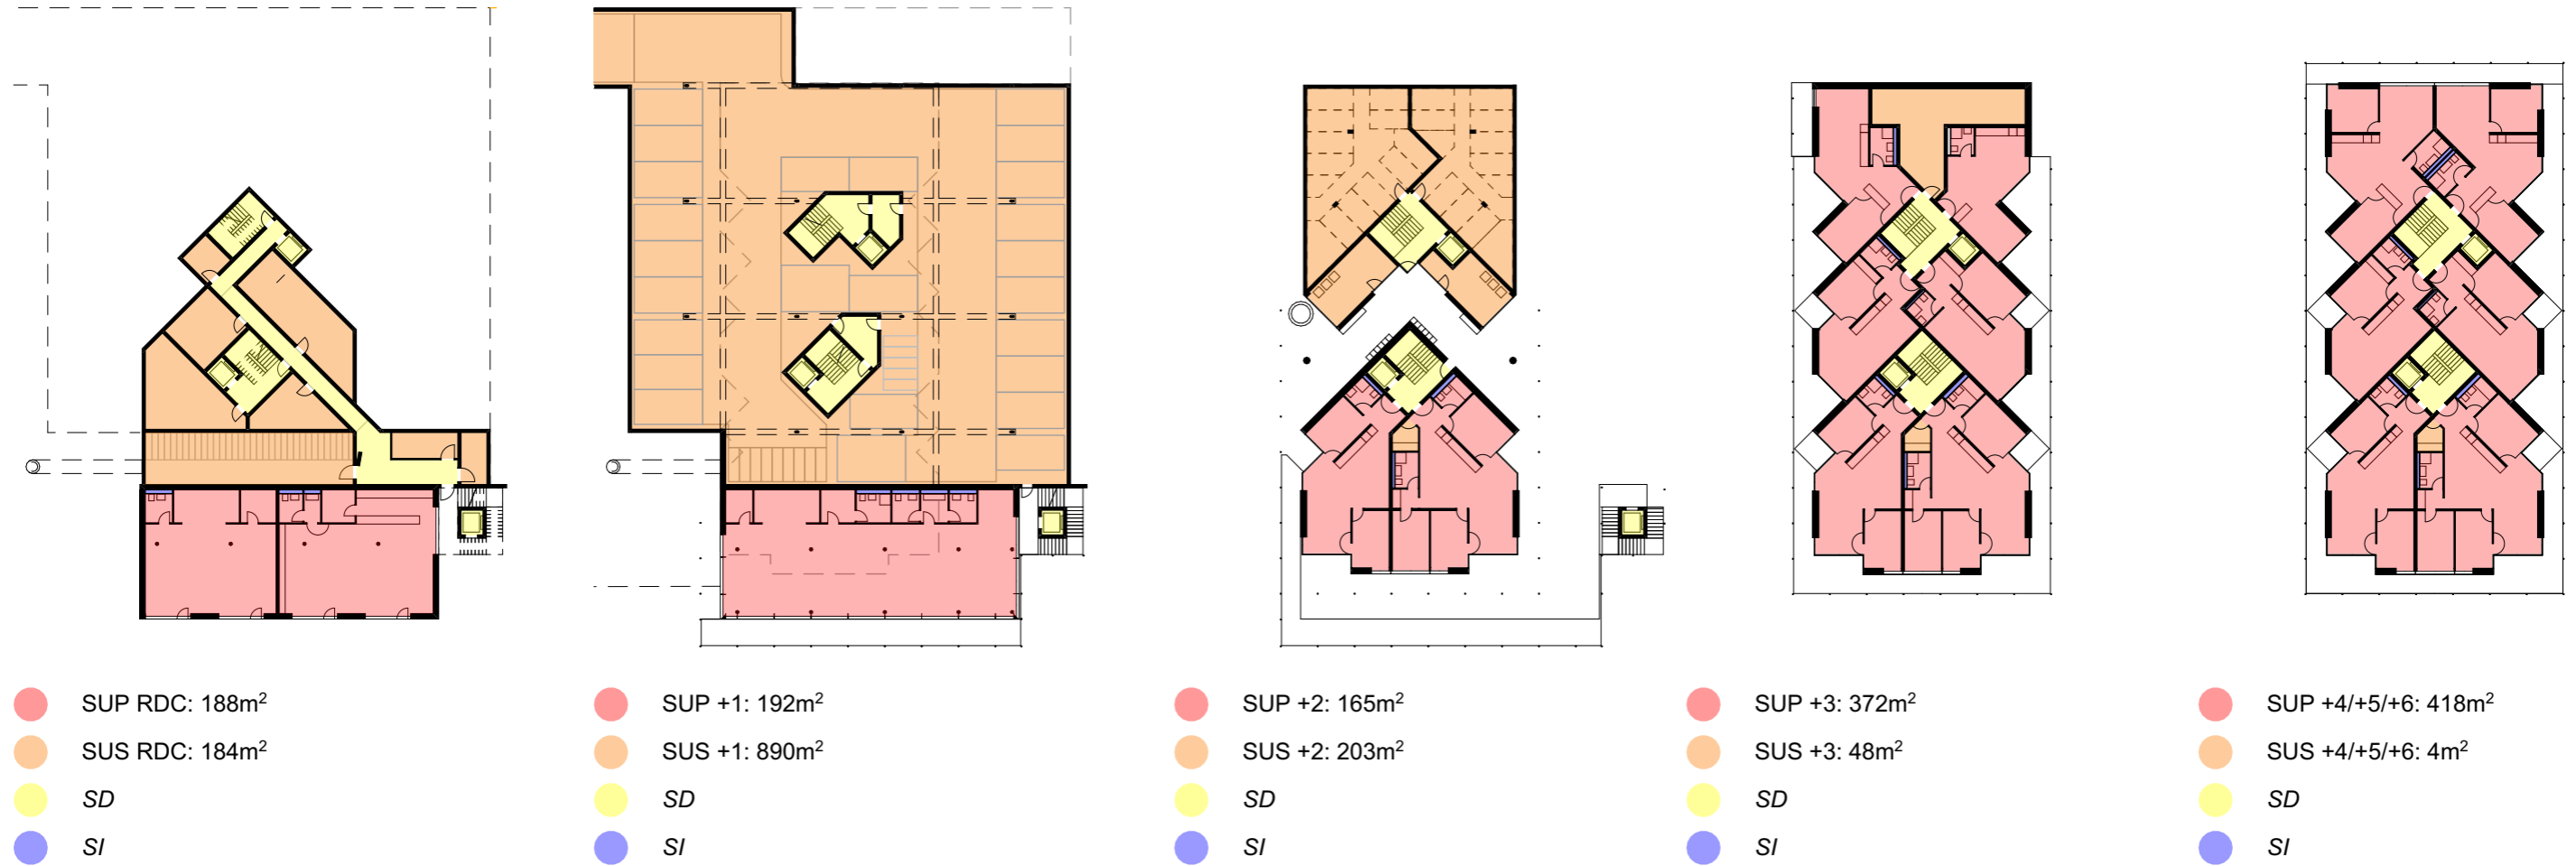 SUP RDC: 188m²
SUS RDC: 184m²
SD
SI
SUP +1: 192m²
SUS +1: 890m²
SD
SI
SUP +2: 165m²
SUS +2: 203m²
SD
SI
SUP +3: 372m²
SUS +3: 48m²
SD
SI
SUP +4/+5/+6: 418m²
SUS +4/+5/+6: 4m²
SD
SI